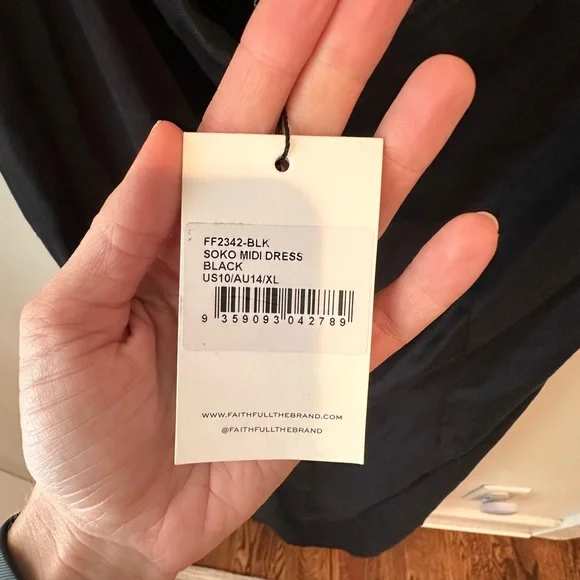 FF2342-BLK
SOKO MIDI DRESS
BLACK
US10/AU14/XL
9 359093 042789
WWW.FAITHFULLTHEBRAND.COM
@FAITHFULLTHEBRAND